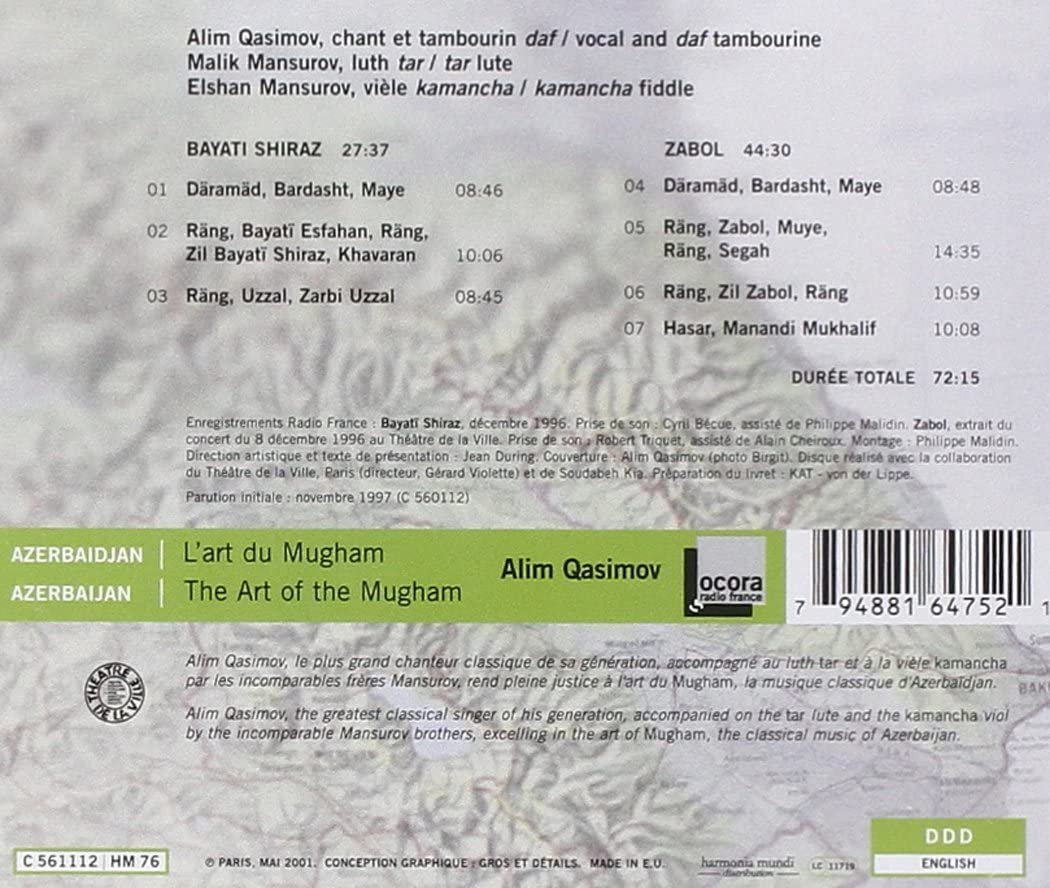 Alim Qasimov, chant et tambourin daf / vocal and daf tambourine
Malik Mansurov, luth tar / tar lute
Elshan Mansurov, vièle kamancha / kamancha fiddle
BAYATI SHIRAZ 27:37
01 Därämäd, Bardasht, Maye 08:46
02 Räng, Bayatï Esfahan, Räng,
Zil Bayatï Shiraz, Khavaran 10:06
03 Räng, Uzzal, Zarbi Uzzal 08:45
ZABOL 44:30
04 Därämäd, Bardasht, Maye 08:48
05 Räng, Zabol, Muye,
Räng, Segah 14:35
06 Räng, Zil Zabol, Räng 10:59
07 Hasar, Manandi Mukhalif 10:08
DURÉE TOTALE 72:15
Enregistrements Radio France : Bayatï Shiraz, décembre 1996. Prise de son : Cyril Bécue, assisté de Philippe Malidin. Zabol, extrait du
concert du 8 décembre 1996 au Théâtre de la Ville. Prise de son : Robert Triquet, assisté de Alain Cheiroux. Montage : Philippe Malidin.
Direction artistique et texte de présentation : Jean During. Couverture : Alim Qasimov (photo Birgit). Disque réalisé avec la collaboration
du Théâtre de la Ville, Paris (directeur, Gérard Violette) et de Soudabeh Kia. Préparation du livret : KAT - von der Lippe.
Parution initiale : novembre 1997 (C 560112)
AZERBAIDJAN L'art du Mugham
AZERBAIJAN The Art of the Mugham
Alim Qasimov
ocora
radio france
7 94881 64752 1
THEATRE DE LA VILLE
Alim Qasimov, le plus grand chanteur classique de sa génération, accompagné au luth tar et à la vièle kamancha
par les incomparables frères Mansurov, rend pleine justice à l'art du Mugham, la musique classique d'Azerbaïdjan.
Alim Qasimov, the greatest classical singer of his generation, accompanied on the tar lute and the kamancha viol
by the incomparable Mansurov brothers, excelling in the art of Mugham, the classical music of Azerbaijan.
C 561112 HM 76
℗ PARIS, MAI 2001. CONCEPTION GRAPHIQUE : GROS ET DÉTAILS. MADE IN E.U.
harmonia mundi
distribution
LC 11719
DDD
ENGLISH